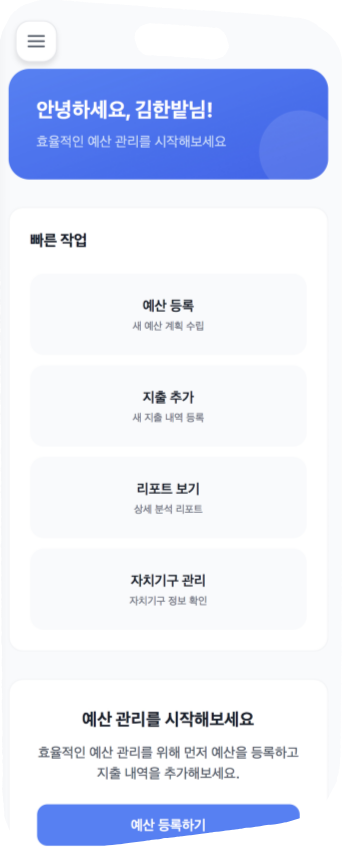 안녕하세요, 김한밭님!
효율적인 예산 관리를 시작해보세요
빠른 작업
예산 등록
새 예산 계획 수립
지출 추가
새 지출 내역 등록
리포트 보기
상세 분석 리포트
자치기구 관리
자치기구 정보 확인
예산 관리를 시작해보세요
효율적인 예산 관리를 위해 먼저 예산을 등록하고
지출 내역을 추가해보세요.
예산 등록하기